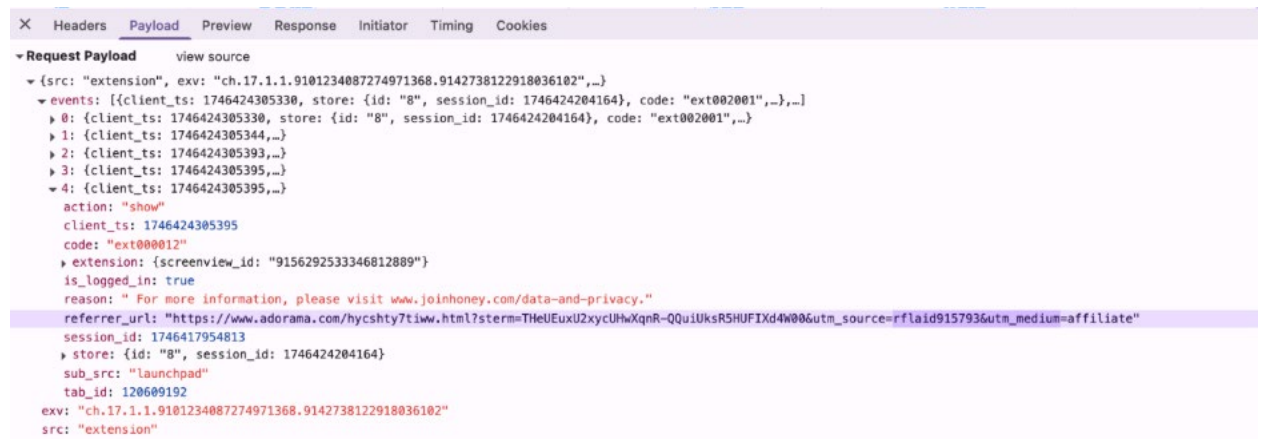 × Headers Payload Preview Response Initiator Timing Cookies
▾Request Payload view source
▾{src: "extension", exv: "ch.17.1.1.9101234087274971368.9142738122918036102",…}
▾events: [{client_ts: 1746424305330, store: {id: "8", session_id: 1746424204164}, code: "ext002001",…},…]
▸0: {client_ts: 1746424305330, store: {id: "8", session_id: 1746424204164}, code: "ext002001",…}
▸1: {client_ts: 1746424305344,…}
▸2: {client_ts: 1746424305393,…}
▸3: {client_ts: 1746424305395,…}
▾4: {client_ts: 1746424305395,…}
action: "show"
client_ts: 1746424305395
code: "ext000012"
▸extension: {screenview_id: "9156292533346812889"}
is_logged_in: true
reason: " For more information, please visit www.joinhoney.com/data-and-privacy."
referrer_url: "https://www.adorama.com/hycshty7tiww.html?sterm=THeUEuxU2xycUHwXqnR-QQuiUksR5HUFIXd4W00&utm_source=rflaid915793&utm_medium=affiliate"
session_id: 1746417954813
▸store: {id: "8", session_id: 1746424204164}
sub_src: "launchpad"
tab_id: 120609192
exv: "ch.17.1.1.9101234087274971368.9142738122918036102"
src: "extension"